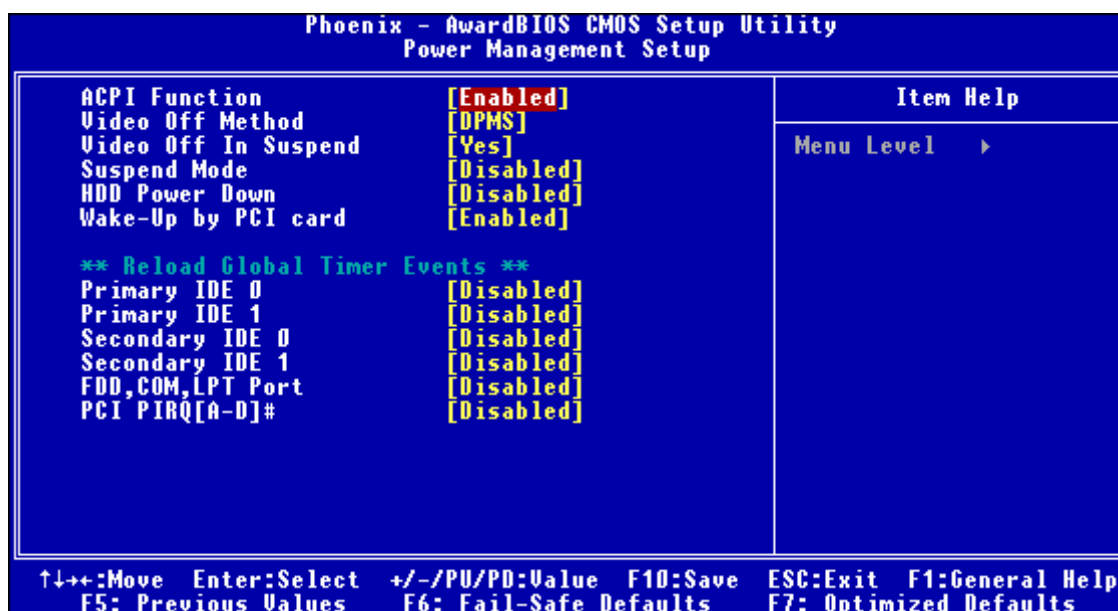 Phoenix - AwardBIOS CMOS Setup Utility
Power Management Setup
ACPI Function [Enabled]
Video Off Method [DPMS]
Video Off In Suspend [Yes]
Suspend Mode [Disabled]
HDD Power Down [Disabled]
Wake-Up by PCI card [Enabled]
** Reload Global Timer Events **
Primary IDE 0 [Disabled]
Primary IDE 1 [Disabled]
Secondary IDE 0 [Disabled]
Secondary IDE 1 [Disabled]
FDD,COM,LPT Port [Disabled]
PCI PIRQ[A-D]# [Disabled]
Item Help
Menu Level ▸
↑↓→←:Move Enter:Select +/-/PU/PD:Value F10:Save ESC:Exit F1:General Help
F5: Previous Values F6: Fail-Safe Defaults F7: Optimized Defaults